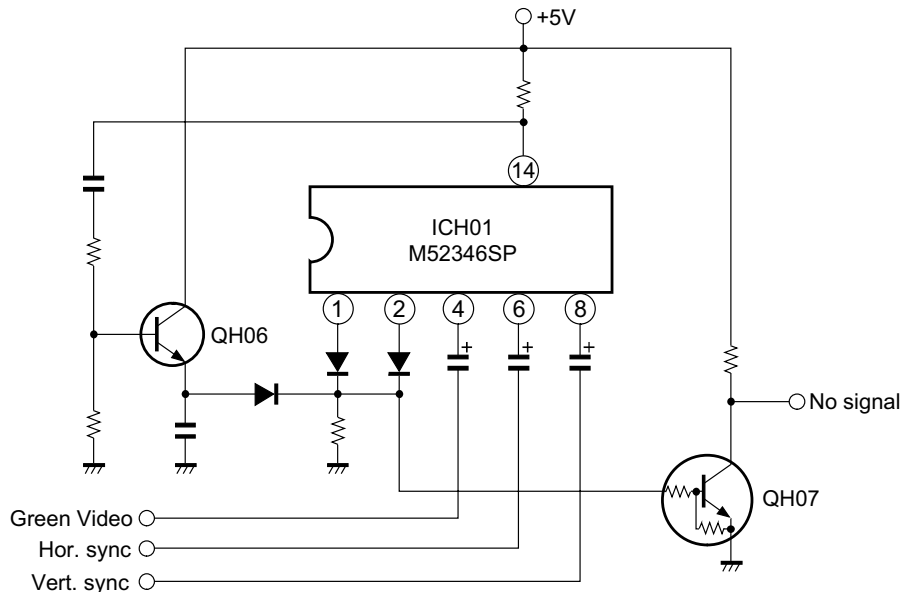 +5V
14
ICH01
M52346SP
1
2
4
6
8
+
+
+
QH06
No signal
QH07
Green Video
Hor. sync
Vert. sync